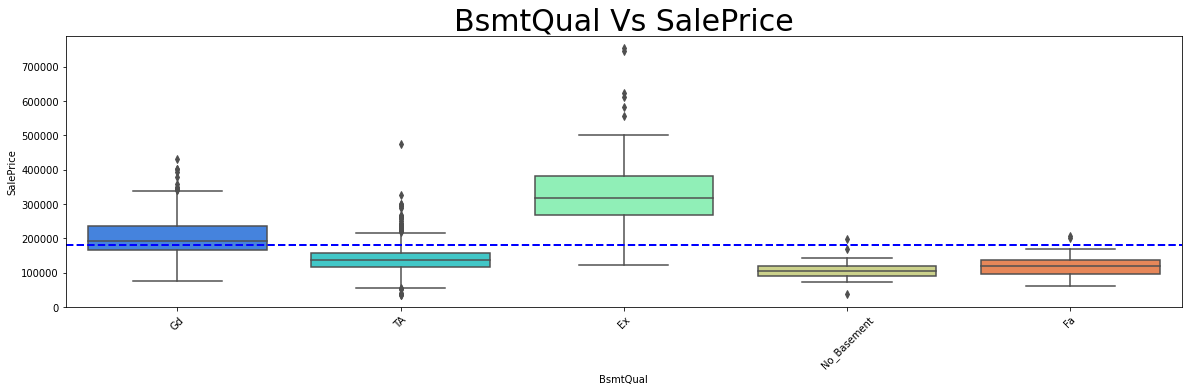 BsmtQual Vs SalePrice
SalePrice
700000
600000
500000
400000
300000
200000
100000
0
Gd
TA
Ex
No_Basement
Fa
BsmtQual